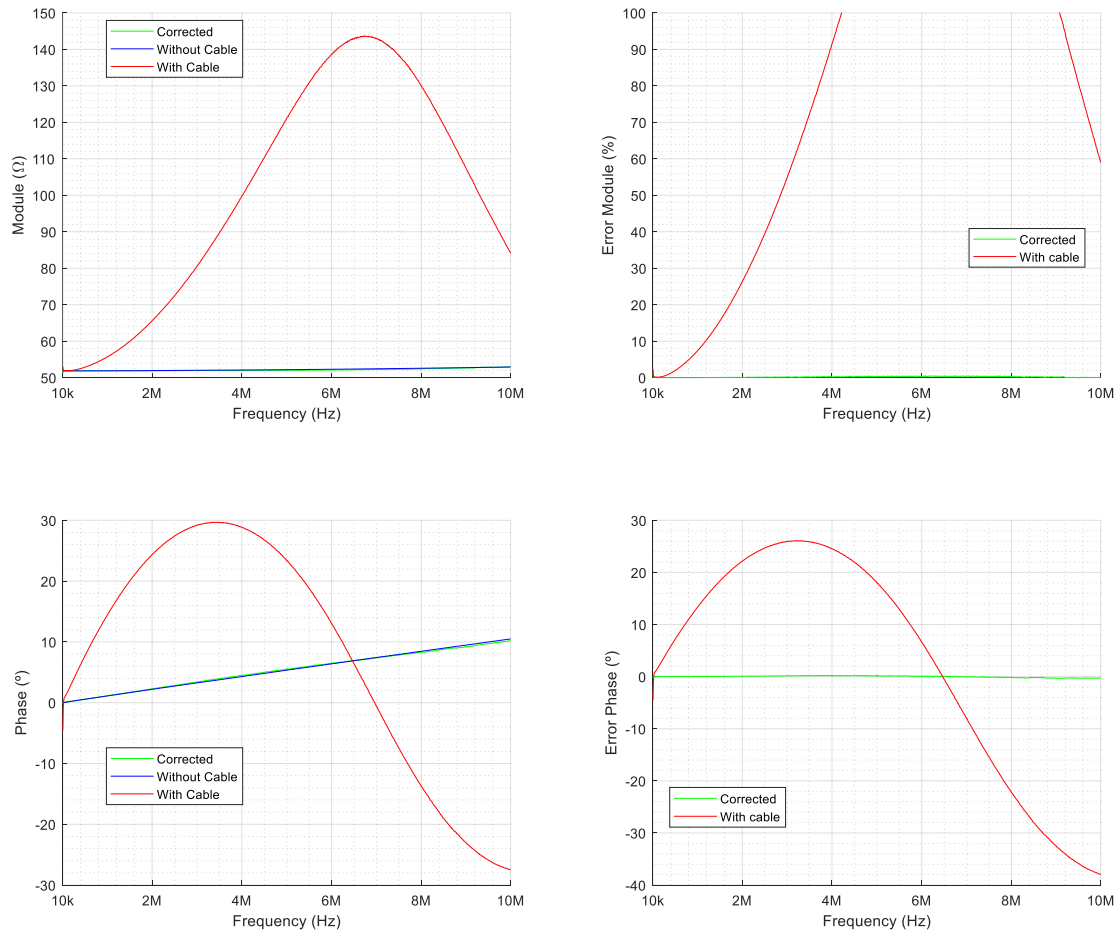 150
140
130
120
110
100
90
80
70
60
50
Module (Ω)
Corrected
Without Cable
With Cable
10k 2M 4M 6M 8M 10M
Frequency (Hz)
100
90
80
70
60
50
40
30
20
10
0
Error Module (%)
Corrected
With cable
10k 2M 4M 6M 8M 10M
Frequency (Hz)
30
20
10
0
-10
-20
-30
Phase (º)
Corrected
Without Cable
With Cable
10k 2M 4M 6M 8M 10M
Frequency (Hz)
30
20
10
0
-10
-20
-30
-40
Error Phase (º)
Corrected
With cable
10k 2M 4M 6M 8M 10M
Frequency (Hz)